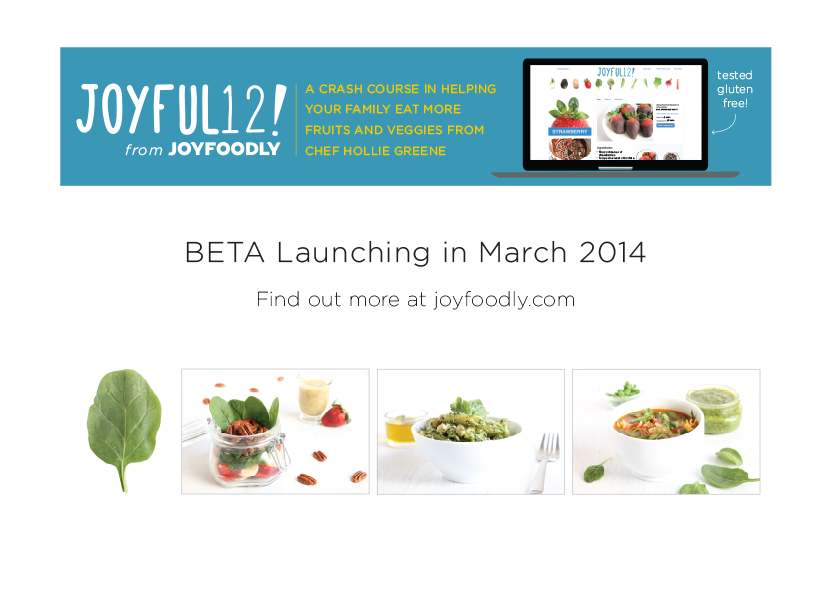 JOYFUL12!
from JOYFOODLY
A CRASH COURSE IN HELPING
YOUR FAMILY EAT MORE
FRUITS AND VEGGIES FROM
CHEF HOLLIE GREENE
JOYFUL12!
STRAWBERRY
tested
gluten
free!
BETA Launching in March 2014
Find out more at joyfoodly.com